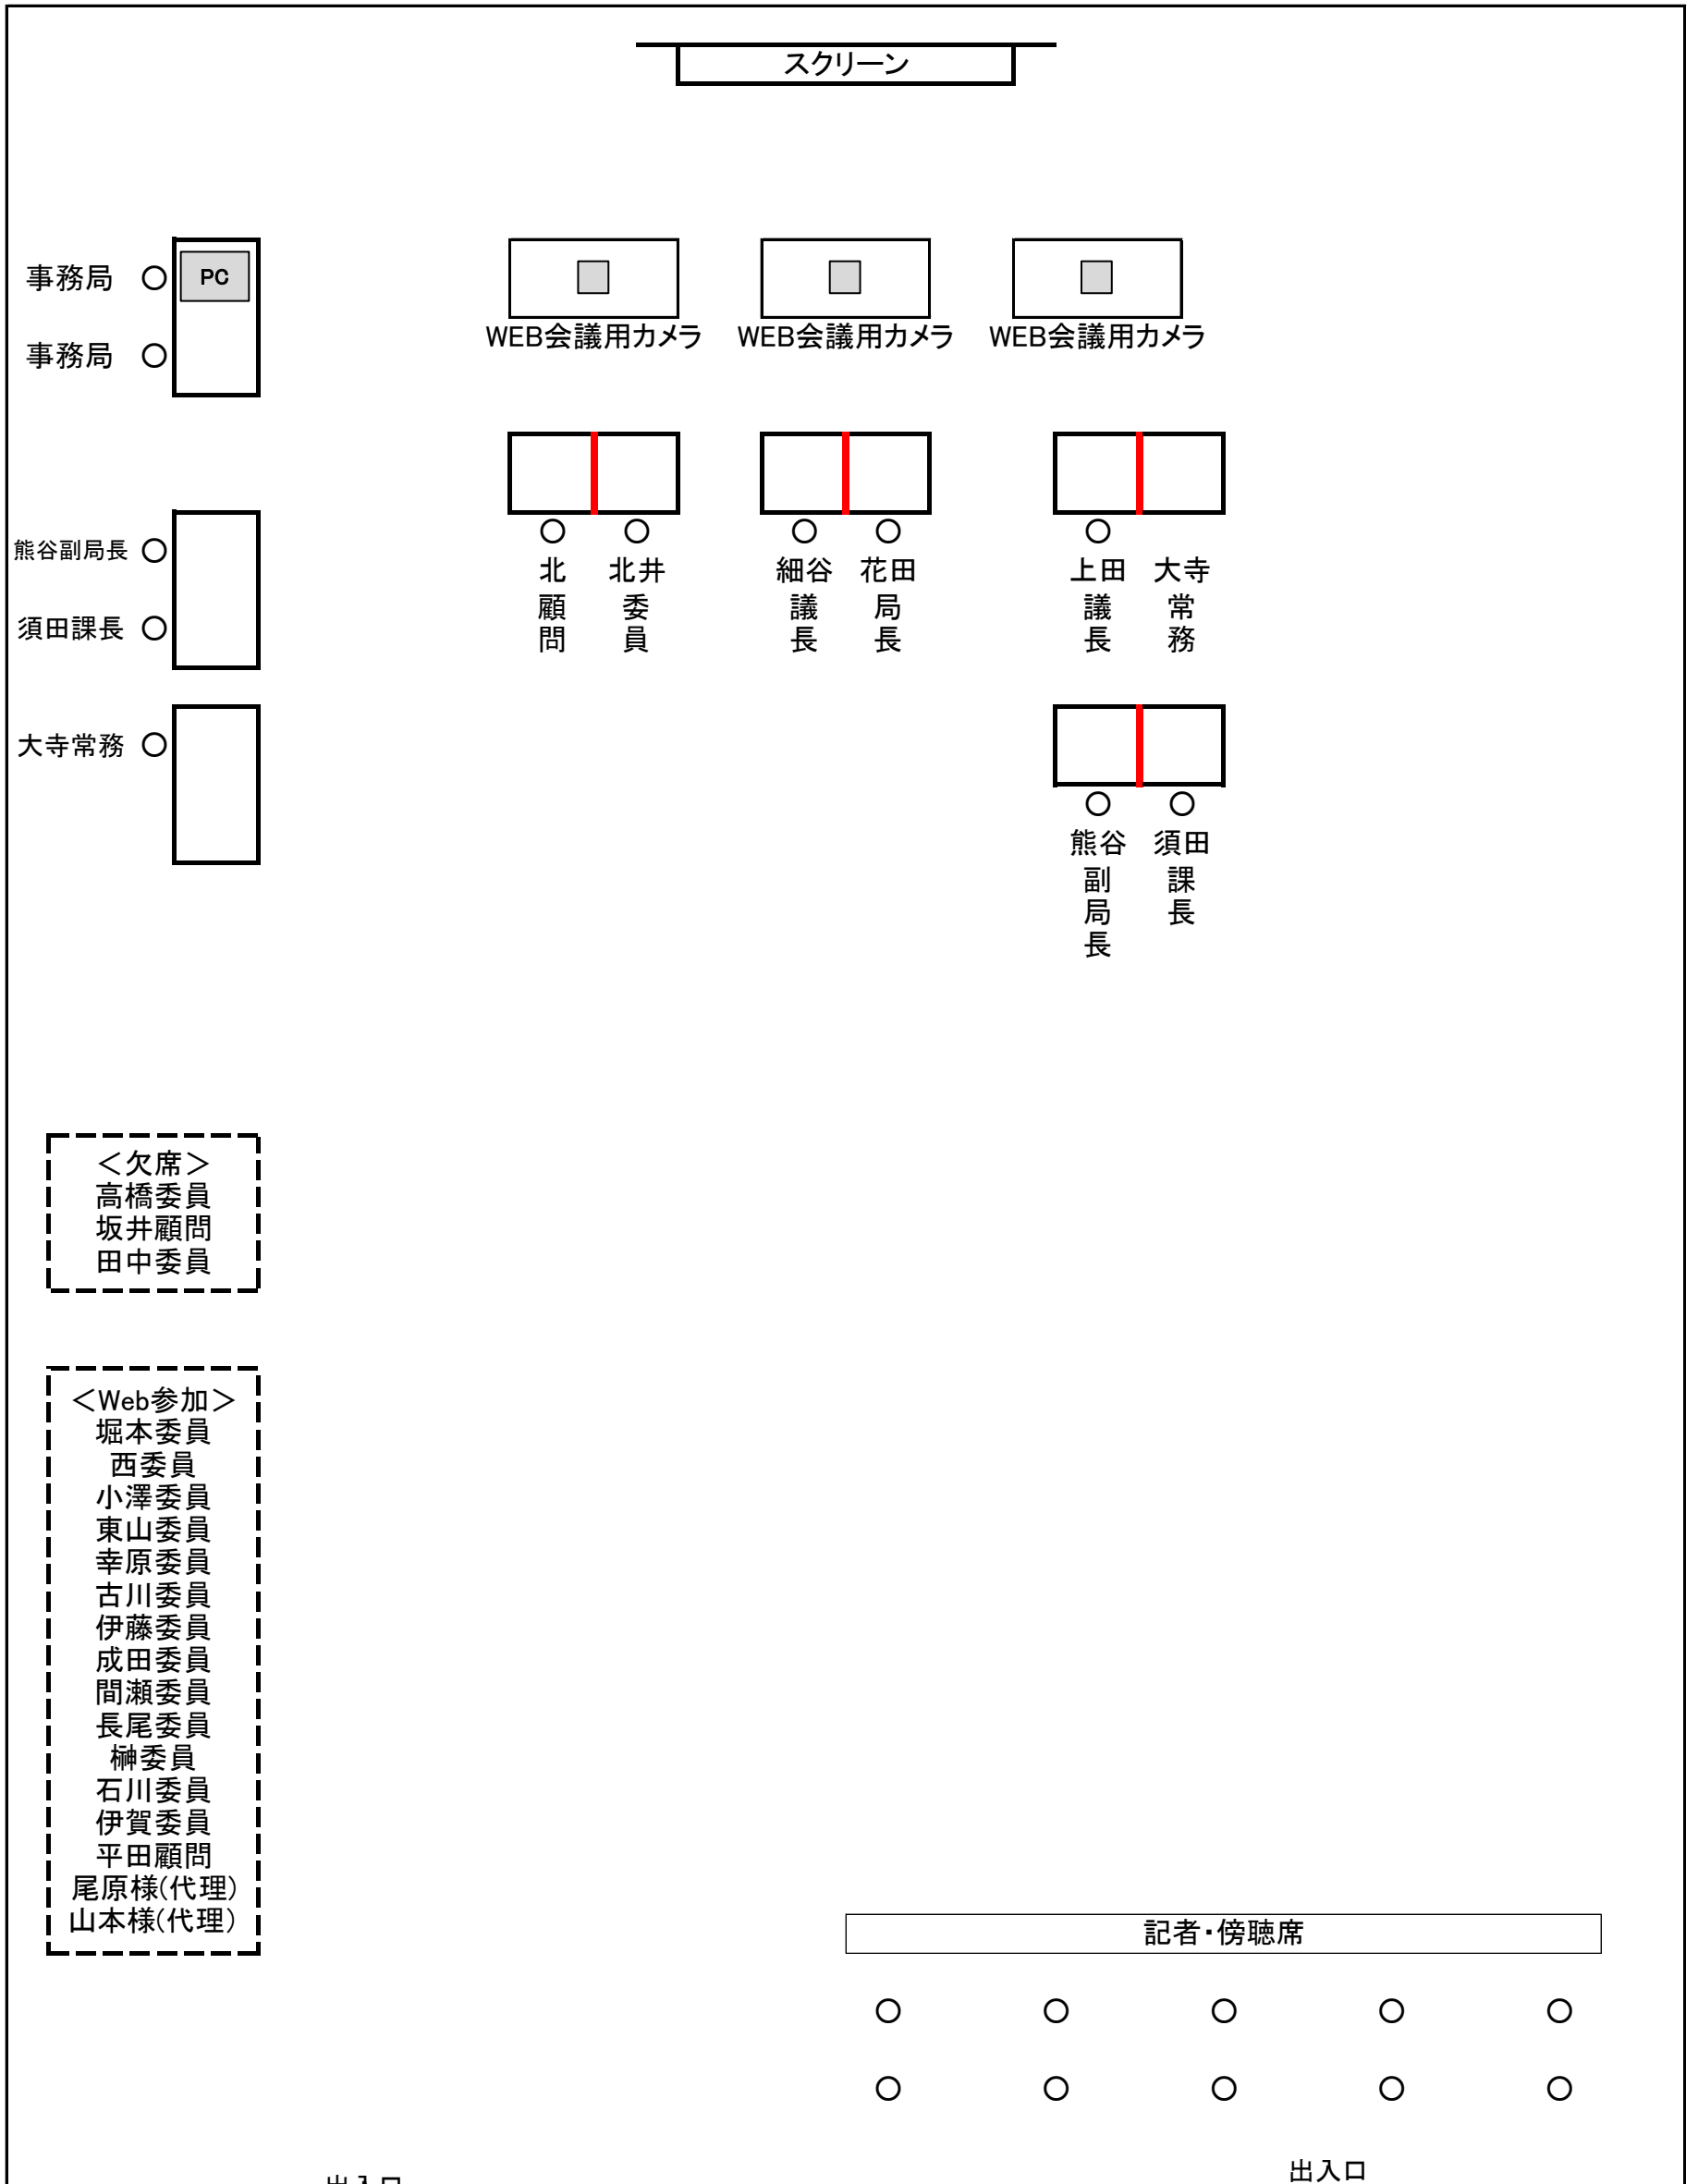 スクリーン
事務局
PC
事務局
WEB会議用カメラ
WEB会議用カメラ
WEB会議用カメラ
熊谷副局長
須田課長
大寺常務
北顧問
北井委員
細谷議長
花田局長
上田議長
大寺常務
熊谷副局長
須田課長
＜欠席＞
高橋委員
坂井顧問
田中委員
＜Web参加＞
堀本委員
西委員
小澤委員
東山委員
幸原委員
古川委員
伊藤委員
成田委員
間瀬委員
長尾委員
榊委員
石川委員
伊賀委員
平田顧問
尾原様(代理)
山本様(代理)
記者・傍聴席
出入口
出入口